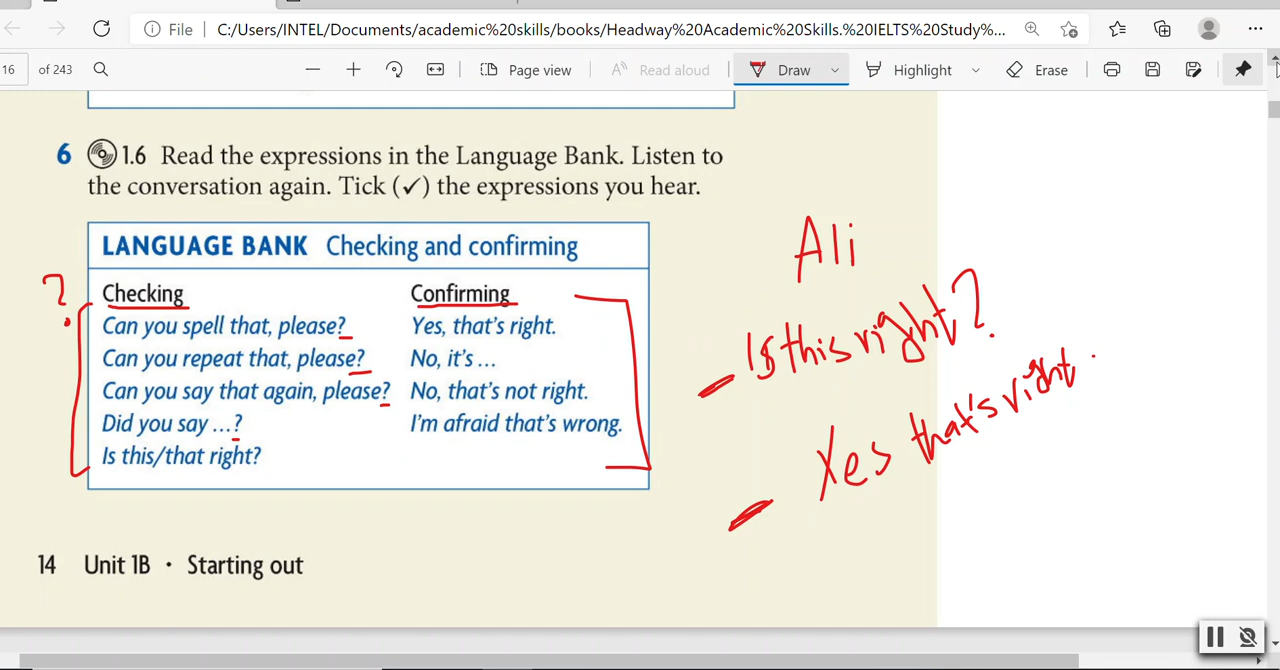 File
C:/Users/INTEL/Documents/academic%20skills/books/Headway%20Academic%20Skills.%20IELTS%20Study%...
16 of 243
Page view
Read aloud
Draw
Highlight
Erase
6 1.6 Read the expressions in the Language Bank. Listen to
the conversation again. Tick (✓) the expressions you hear.
LANGUAGE BANK Checking and confirming
?
Checking
Can you spell that, please?
Can you repeat that, please?
Can you say that again, please?
Did you say ...?
Is this/that right?
Confirming
Yes, that's right.
No, it's ...
No, that's not right.
I'm afraid that's wrong.
Ali
- Is this right?
- Yes that's right.
14 Unit 1B • Starting out